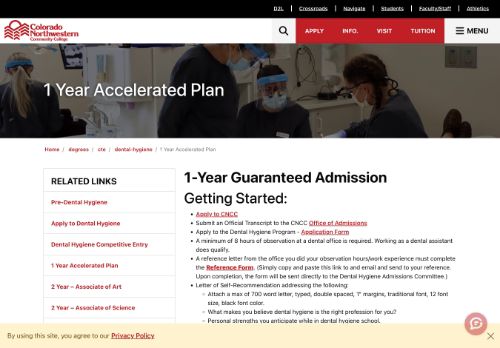 D2L Crossroads Navigate Students Faculty/Staff Athletics
Colorado
Northwestern
Community College
APPLY INFO. VISIT TUITION MENU
1 Year Accelerated Plan
Home / degrees / cte / dental-hygiene / 1 Year Accelerated Plan
RELATED LINKS
Pre-Dental Hygiene
Apply to Dental Hygiene
Dental Hygiene Competitive Entry
1 Year Accelerated Plan
2 Year – Associate of Art
2 Year – Associate of Science
1-Year Guaranteed Admission
Getting Started:
Apply to CNCC
Submit an Official Transcript to the CNCC Office of Admissions
Apply to the Dental Hygiene Program - Application Form
A minimum of 8 hours of observation at a dental office is required. Working as a dental assistant
does qualify.
A reference letter from the office you did your observation hours/work experience must complete
the Reference Form. (Simply copy and paste this link to and email and send to your reference.
Upon completion, the form will be sent directly to the Dental Hygiene Admissions Committee.)
Letter of Self-Recommendation addressing the following:
Attach a max of 700 word letter, typed, double spaced, 1" margins, traditional font, 12 font
size, black font color.
What makes you believe dental hygiene is the right profession for you?
Personal strengths you anticipate while in dental hygiene school.
By using this site, you agree to our Privacy Policy